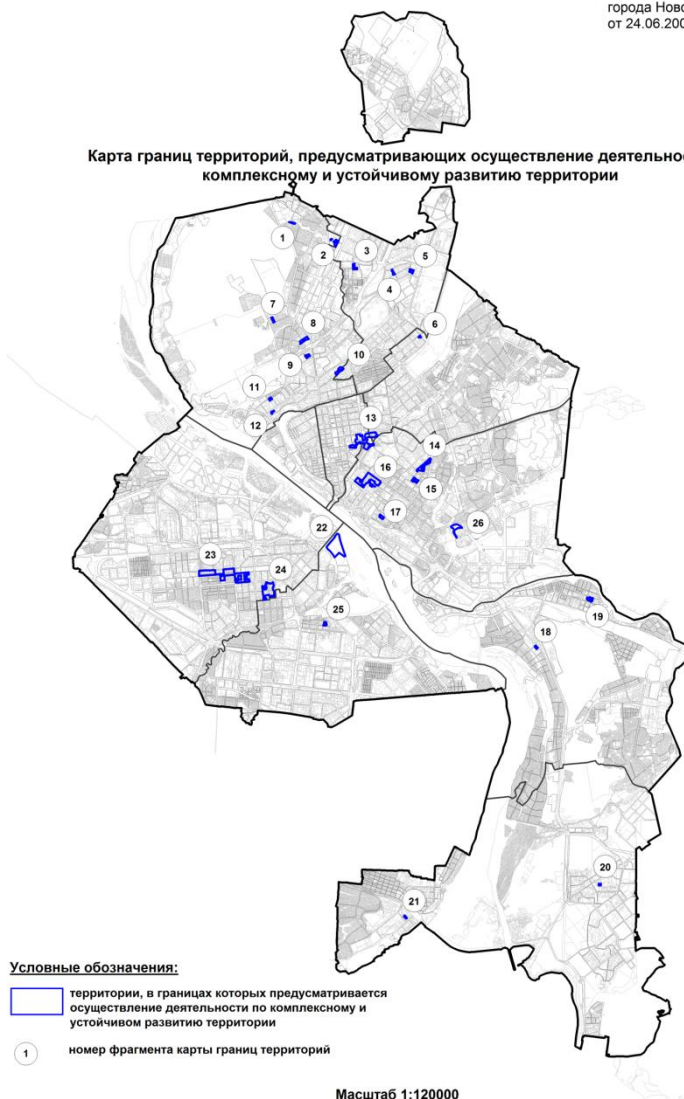 города Ново
от 24.06.200
Карта границ территорий, предусматривающих осуществление деятельнос
комплексному и устойчивому развитию территории
1
2
3
5
4
7
8
6
9
10
11
12
13
14
16
15
17
26
22
23
24
25
19
18
20
21
Условные обозначения:
территории, в границах которых предусматривается
осуществление деятельности по комплексному и
устойчивом развитию территории
1
номер фрагмента карты границ территорий
Масштаб 1:120000